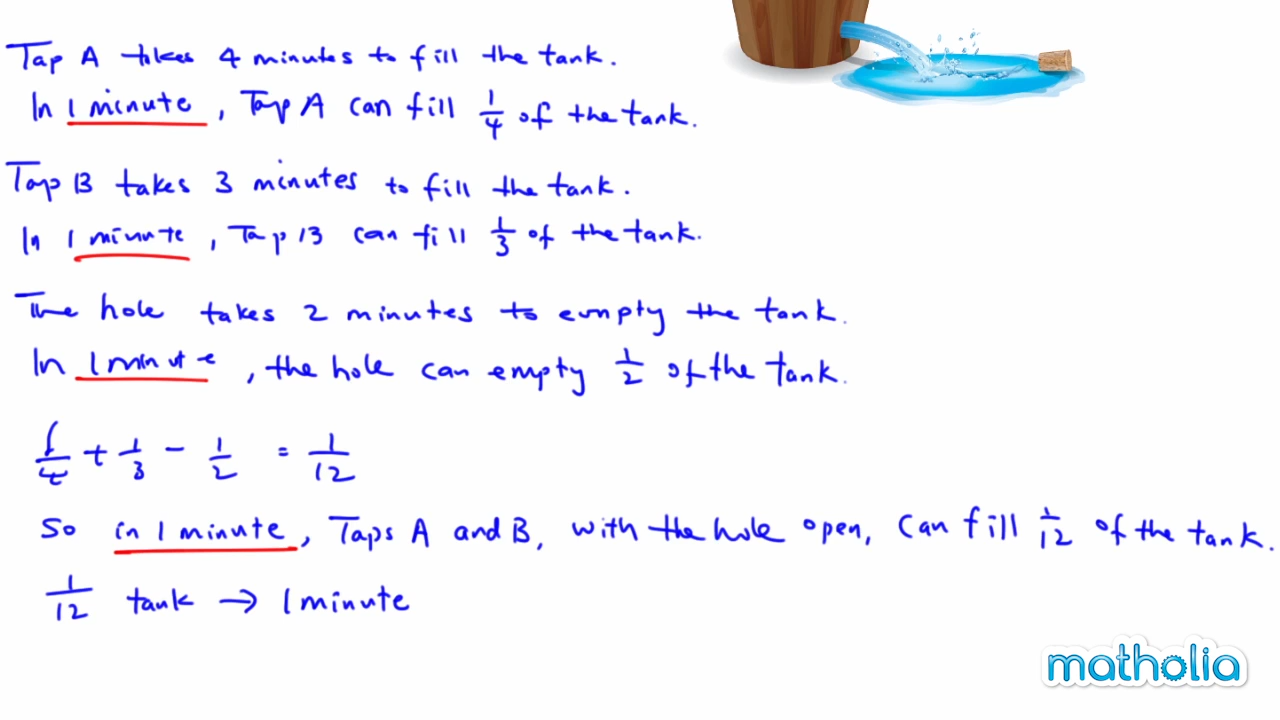 Tap A takes 4 minutes to fill the tank.
In 1 minute, Tap A can fill 1/4 of the tank.
Tap B takes 3 minutes to fill the tank.
In 1 minute, Tap B can fill 1/3 of the tank.
The hole takes 2 minutes to empty the tank.
In 1 minute, the hole can empty 1/2 of the tank.
1/4 + 1/3 - 1/2 = 1/12
So in 1 minute, Taps A and B, with the hole open, can fill 1/12 of the tank.
1/12 tank → 1 minute
matholia